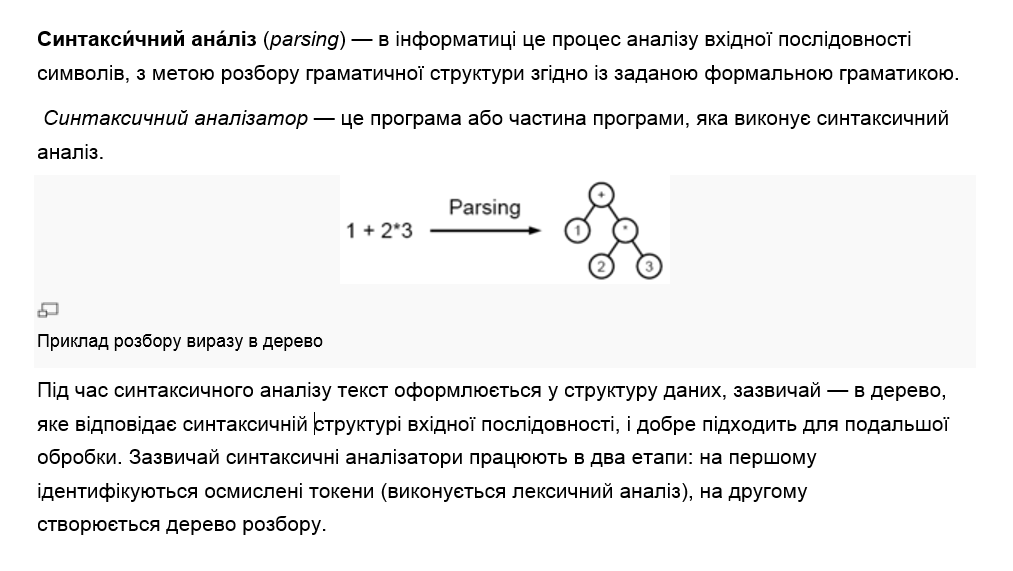 Синтакси́чний ана́ліз (parsing) — в інформатиці це процес аналізу вхідної послідовності
символів, з метою розбору граматичної структури згідно із заданою формальною граматикою.
Синтаксичний аналізатор — це програма або частина програми, яка виконує синтаксичний
аналіз.
1 + 2*3
Parsing
+
1
*
2
3
Приклад розбору виразу в дерево
Під час синтаксичного аналізу текст оформлюється у структуру даних, зазвичай — в дерево,
яке відповідає синтаксичній структурі вхідної послідовності, і добре підходить для подальшої
обробки. Зазвичай синтаксичні аналізатори працюють в два етапи: на першому
ідентифікуються осмислені токени (виконується лексичний аналіз), на другому
створюється дерево розбору.